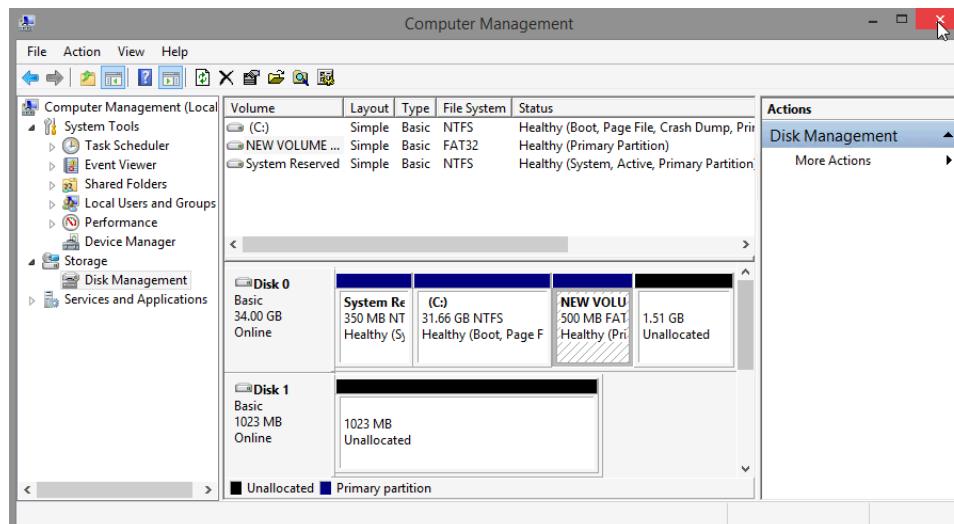 Computer Management
File Action View Help
Computer Management (Local
System Tools
Task Scheduler
Event Viewer
Shared Folders
Local Users and Groups
Performance
Device Manager
Storage
Disk Management
Services and Applications
Volume Layout Type File System Status
(C:) Simple Basic NTFS Healthy (Boot, Page File, Crash Dump, Pri
NEW VOLUME ... Simple Basic FAT32 Healthy (Primary Partition)
System Reserved Simple Basic NTFS Healthy (System, Active, Primary Partition
Disk 0
Basic
34.00 GB
Online
System Re
350 MB NT
Healthy (Sy
(C:)
31.66 GB NTFS
Healthy (Boot, Page F
NEW VOLU
500 MB FAT
Healthy (Pri
1.51 GB
Unallocated
Disk 1
Basic
1023 MB
Online
1023 MB
Unallocated
Unallocated Primary partition
Actions
Disk Management
More Actions